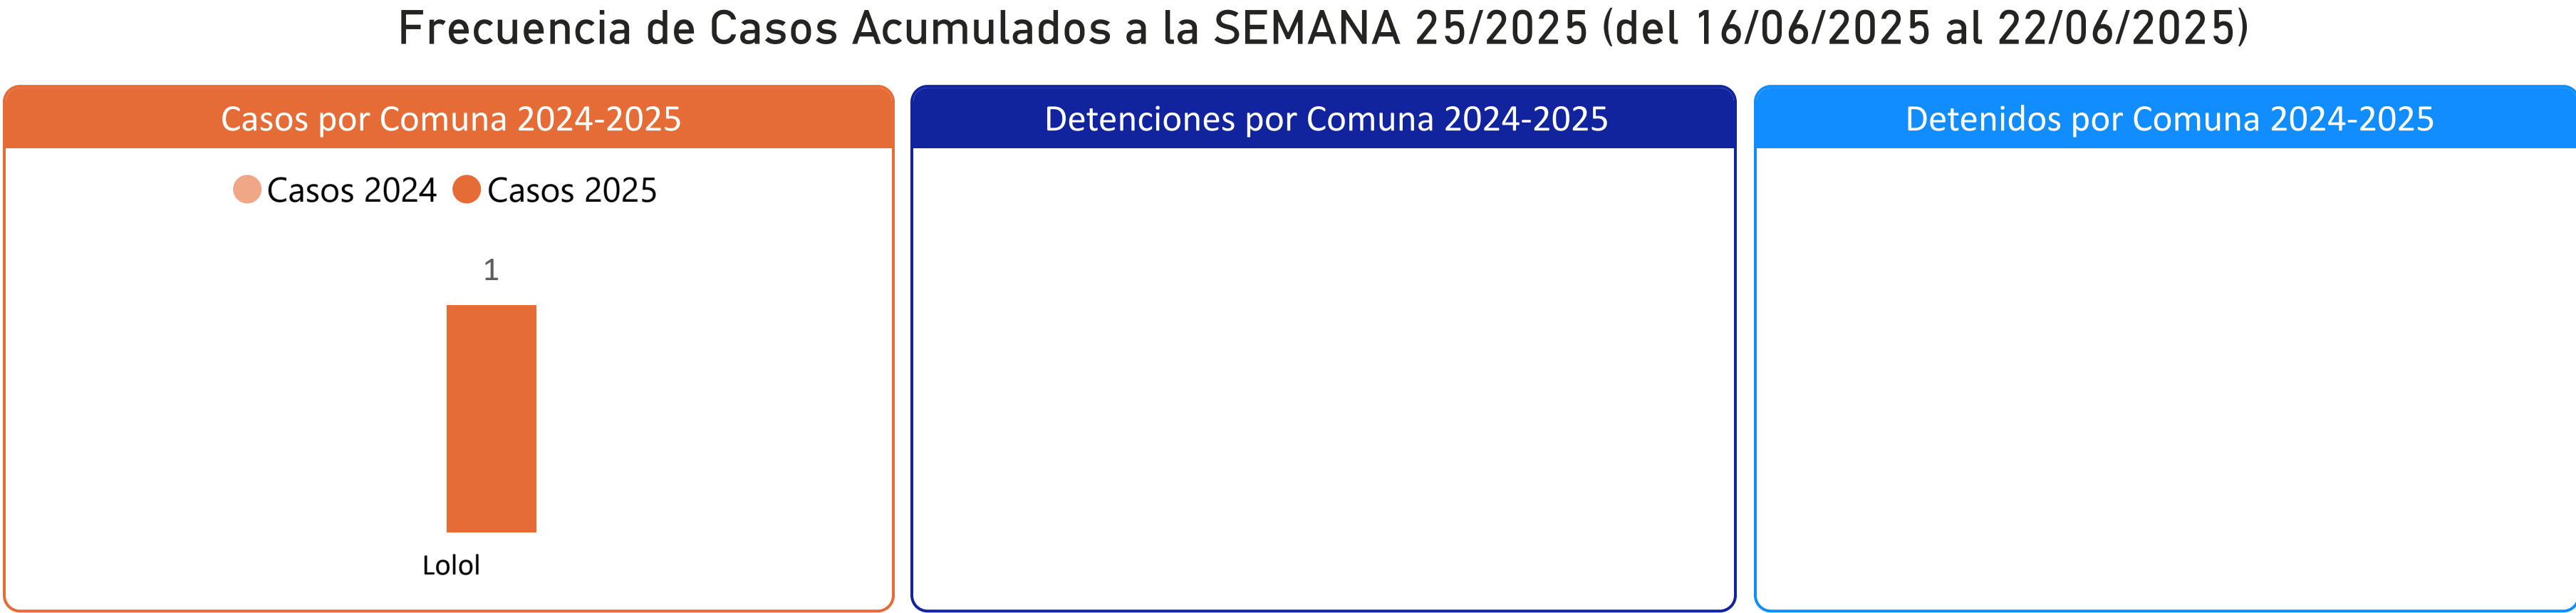 Frecuencia de Casos Acumulados a la SEMANA 25/2025 (del 16/06/2025 al 22/06/2025)
Casos por Comuna 2024-2025
Casos 2024 Casos 2025
1
Lolol
Detenciones por Comuna 2024-2025
Detenidos por Comuna 2024-2025